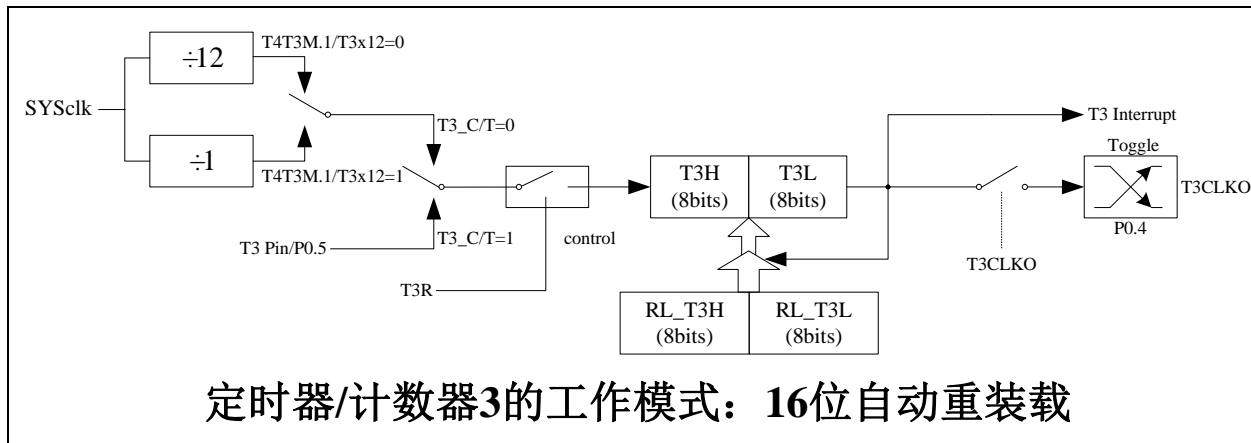 T4T3M.1/T3x12=0
÷12
SYSclk
÷1
T4T3M.1/T3x12=1
T3_C/T=0
T3_C/T=1
T3 Pin/P0.5
T3R
control
T3H
(8bits)
T3L
(8bits)
RL_T3H
(8bits)
RL_T3L
(8bits)
T3 Interrupt
Toggle
T3CLKO
P0.4
T3CLKO
定时器/计数器3的工作模式：16位自动重装载